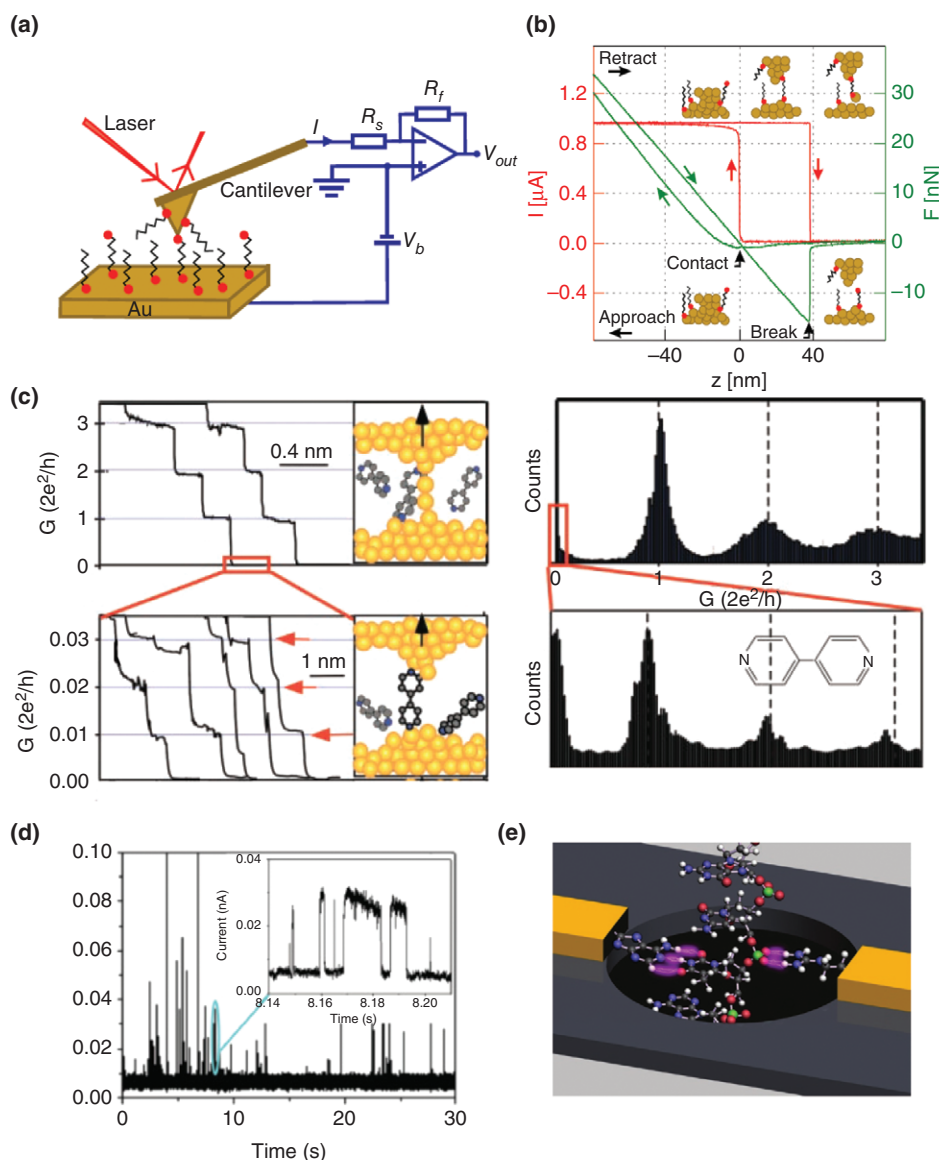 (a)
Laser
Cantilever
I
R_s
R_f
V_out
V_b
Au
(b)
Retract
Contact
Break
Approach
I [µA]
1.2
0.8
0.4
0.0
−0.4
F [nN]
30
20
10
0
−10
−40 0 40 80
z [nm]
(c)
G (2e²/h)
3
2
1
0
0.4 nm
G (2e²/h)
0.03
0.02
0.01
0.00
1 nm
Counts
0 1 2 3
G (2e²/h)
Counts
N N
(d)
0.10
0.08
0.06
0.04
0.02
0.00
0 10 20 30
Time (s)
Current (nA)
0.04
0.02
0.00
8.14 8.16 8.18 8.20
Time (s)
(e)